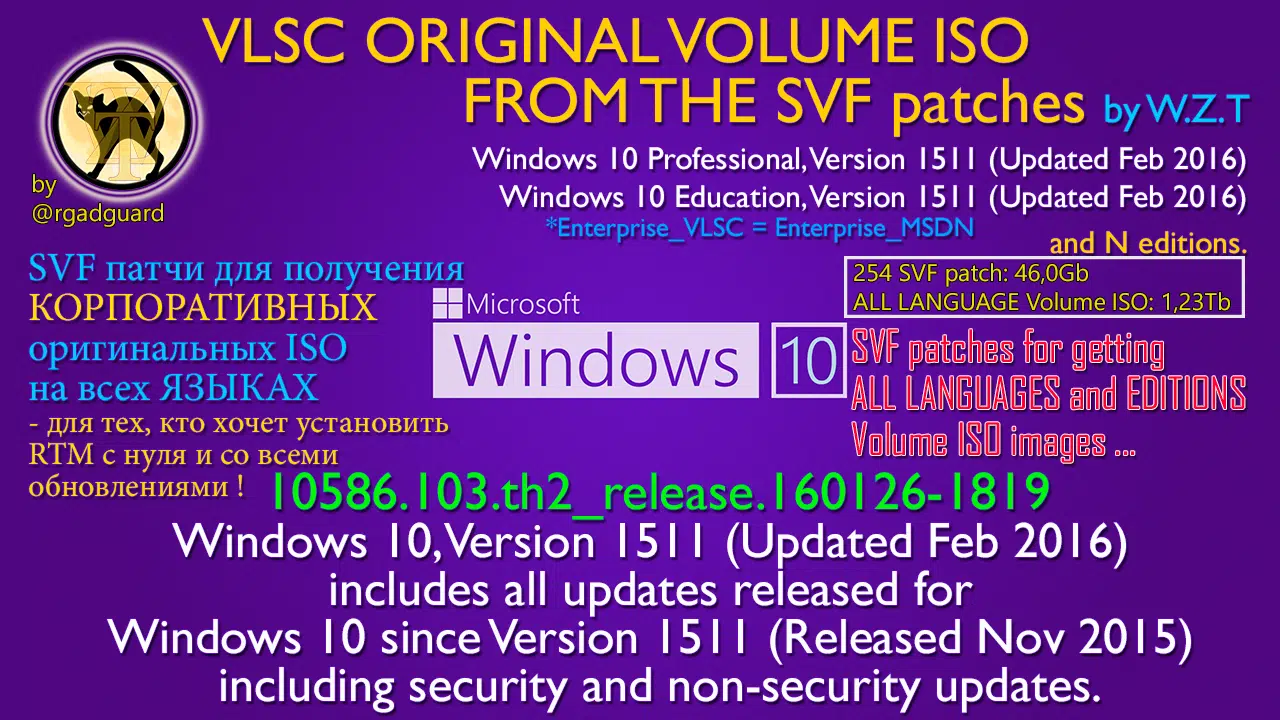 VLSC ORIGINAL VOLUME ISO
FROM THE SVF patches by W.Z.T
Windows 10 Professional, Version 1511 (Updated Feb 2016)
Windows 10 Education, Version 1511 (Updated Feb 2016)
*Enterprise_VLSC = Enterprise_MSDN
and N editions.
by
@rgadguard
SVF патчи для получения
КОРПОРАТИВНЫХ
оригинальных ISO
на всех ЯЗЫКАХ
- для тех, кто хочет установить
RTM с нуля и со всеми
обновлениями !
Microsoft
Windows 10
254 SVF patch: 46,0Gb
ALL LANGUAGE Volume ISO: 1,23Tb
SVF patches for getting
ALL LANGUAGES and EDITIONS
Volume ISO images ...
10586.103.th2_release.160126-1819
Windows 10, Version 1511 (Updated Feb 2016)
includes all updates released for
Windows 10 since Version 1511 (Released Nov 2015)
including security and non-security updates.